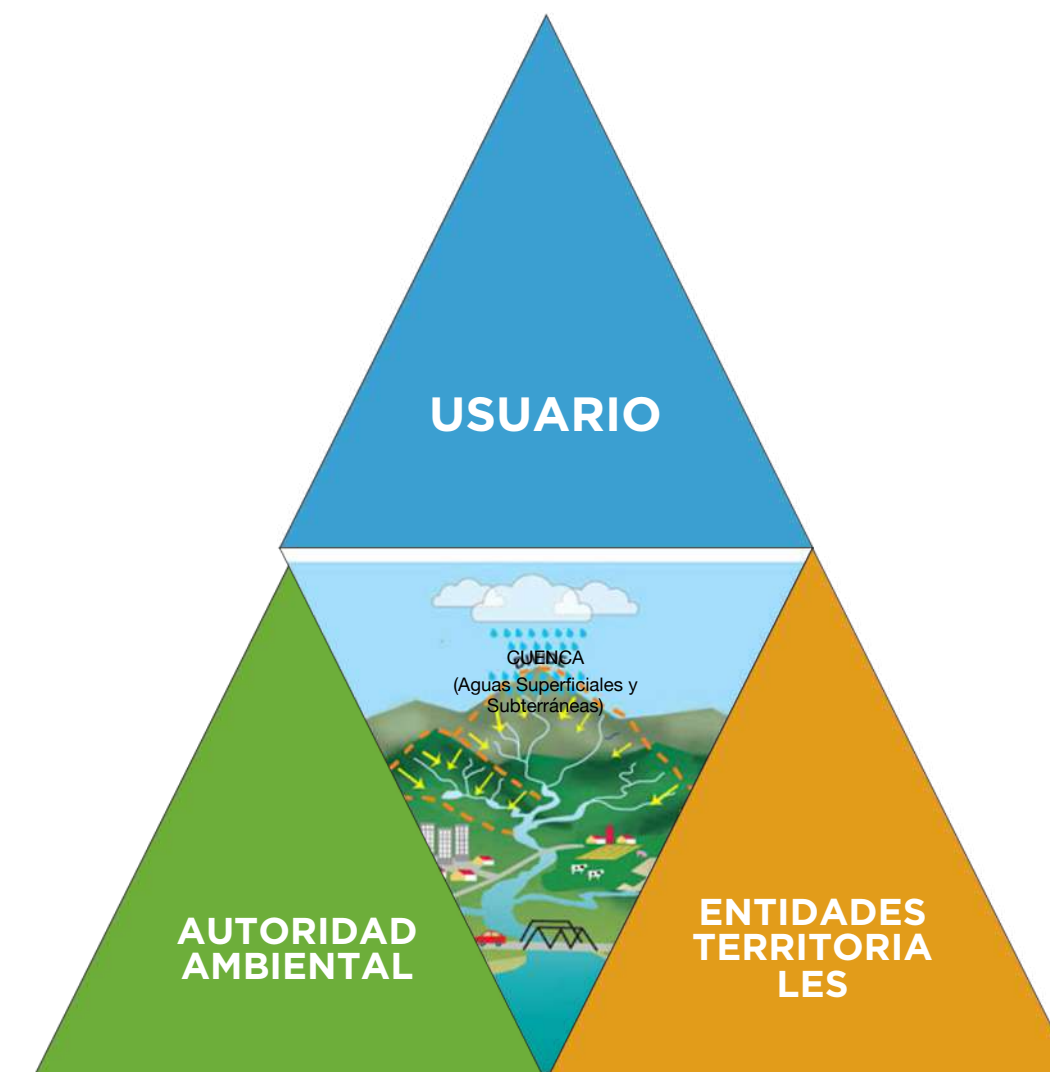 USUARIO
CUENCA
(Aguas Superficiales y
Subterráneas)
AUTORIDAD
AMBIENTAL
ENTIDADES
TERRITORIA
LES